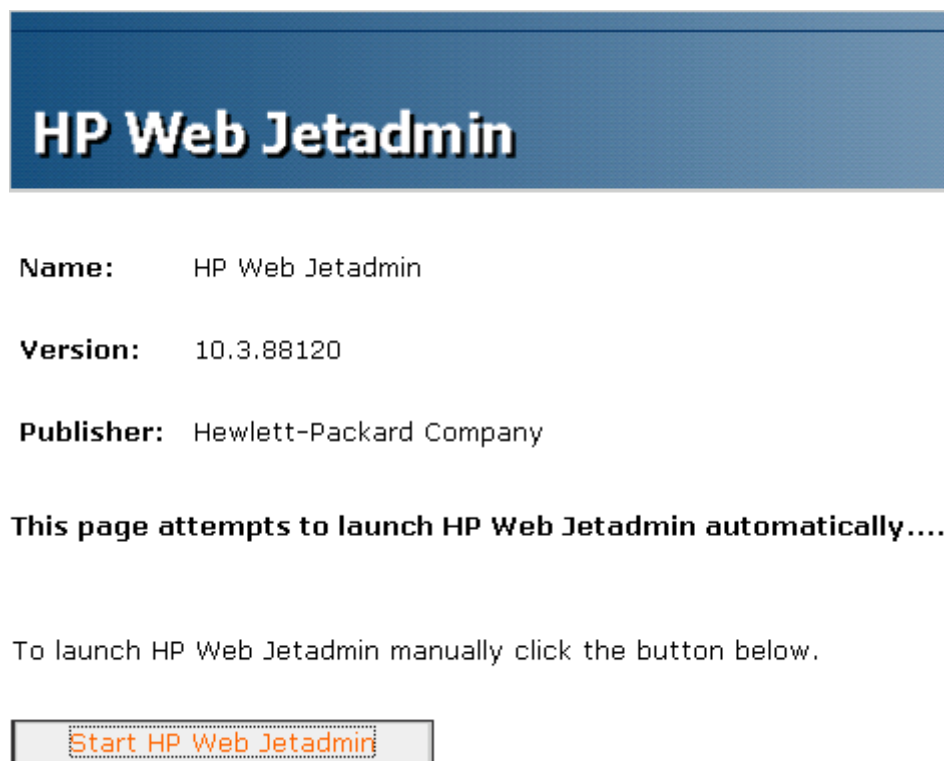 HP Web Jetadmin
Name: HP Web Jetadmin
Version: 10.3.88120
Publisher: Hewlett-Packard Company
This page attempts to launch HP Web Jetadmin automatically....
To launch HP Web Jetadmin manually click the button below.
Start HP Web Jetadmin